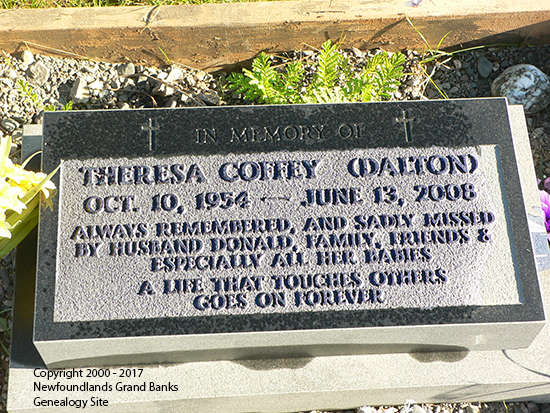 IN MEMORY OF
THERESA COFFEY (DALTON)
OCT. 10, 1954 — JUNE 13, 2008
ALWAYS REMEMBERED, AND SADLY MISSED
BY HUSBAND DONALD, FAMILY, FRIENDS &
ESPECIALLY ALL HER BABIES
A LIFE THAT TOUCHES OTHERS
GOES ON FOREVER
Copyright 2000 - 2017
Newfoundlands Grand Banks
Genealogy Site